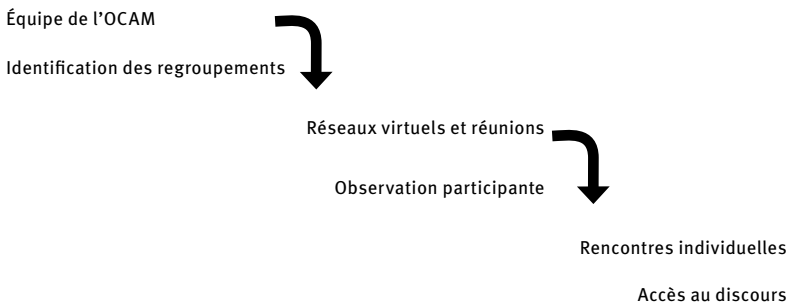 Équipe de l’OCAM
Identification des regroupements
Réseaux virtuels et réunions
Observation participante
Rencontres individuelles
Accès au discours